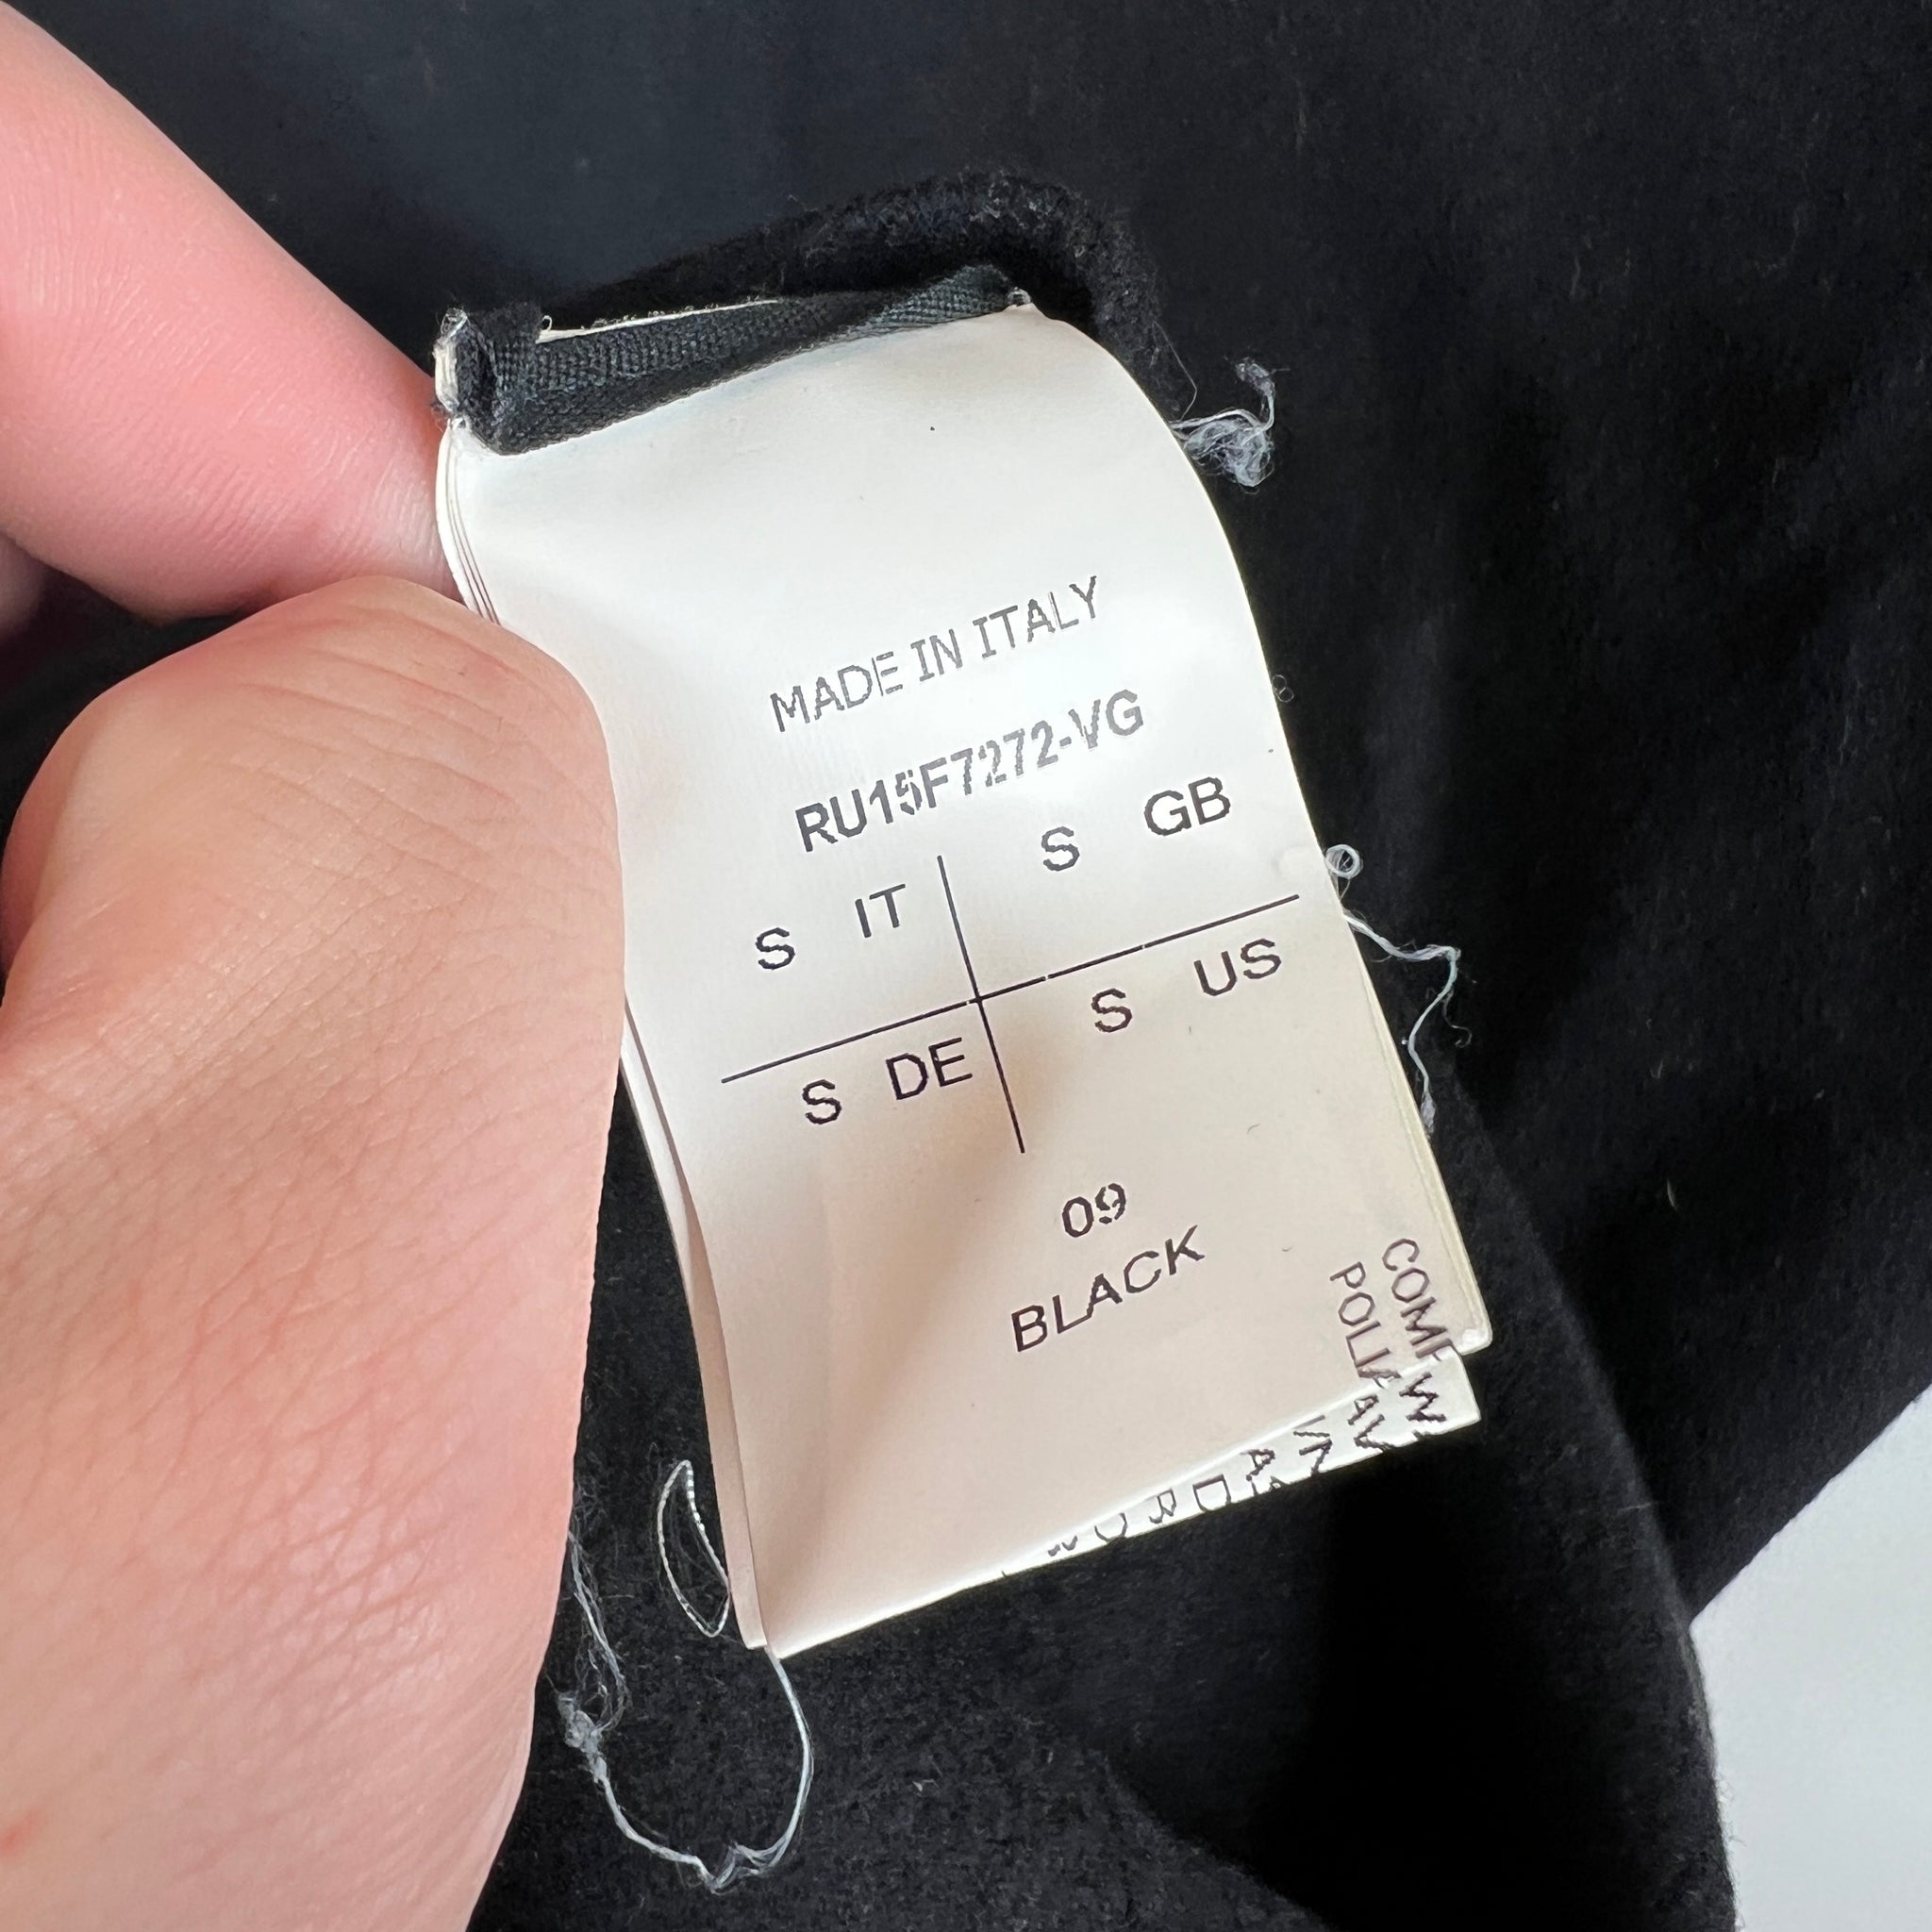 MADE IN ITALY
RU15F7272-VG
S IT S GB
S DE S US
09
BLACK